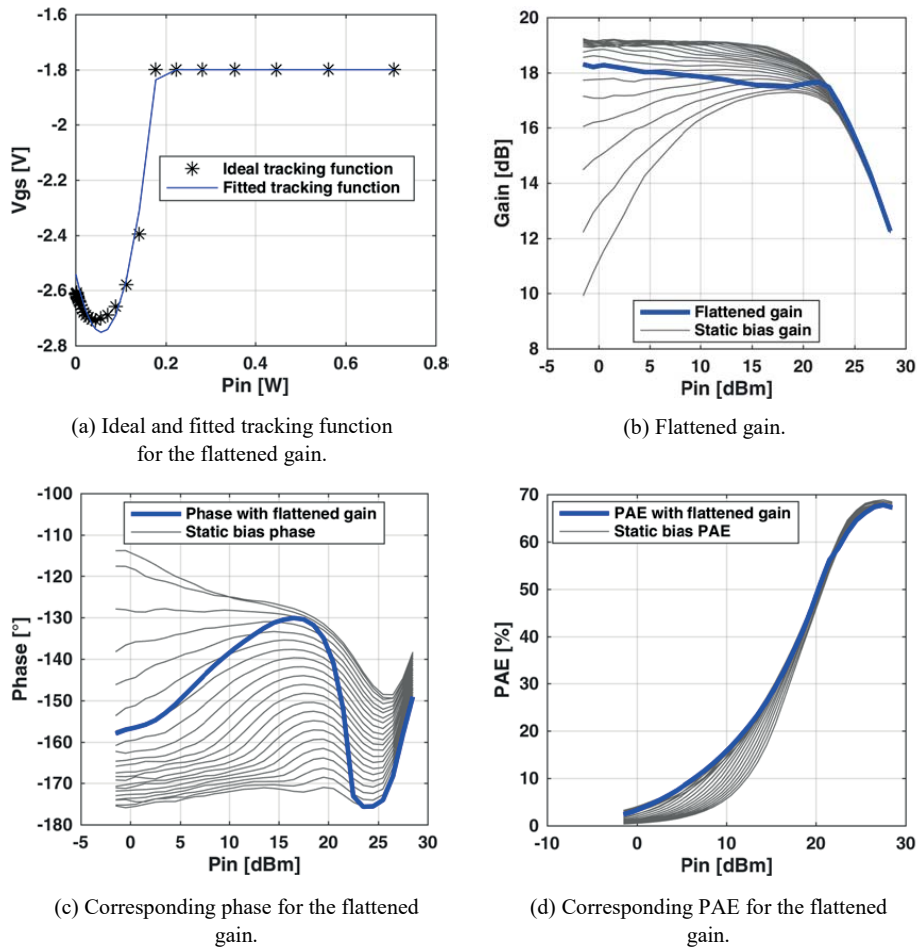 -1.6
-1.8
-2
-2.2
-2.4
-2.6
-2.8
Vgs [V]
Ideal tracking function
Fitted tracking function
0 0.2 0.4 0.6 0.8
Pin [W]
(a) Ideal and fitted tracking function
for the flattened gain.
20
18
16
14
12
10
8
Gain [dB]
Flattened gain
Static bias gain
-5 0 5 10 15 20 25 30
Pin [dBm]
(b) Flattened gain.
-100
-110
-120
-130
-140
-150
-160
-170
-180
Phase [°]
Phase with flattened gain
Static bias phase
-5 0 5 10 15 20 25 30
Pin [dBm]
(c) Corresponding phase for the flattened
gain.
70
60
50
40
30
20
10
0
PAE [%]
PAE with flattened gain
Static bias PAE
-10 0 10 20 30
Pin [dBm]
(d) Corresponding PAE for the flattened
gain.